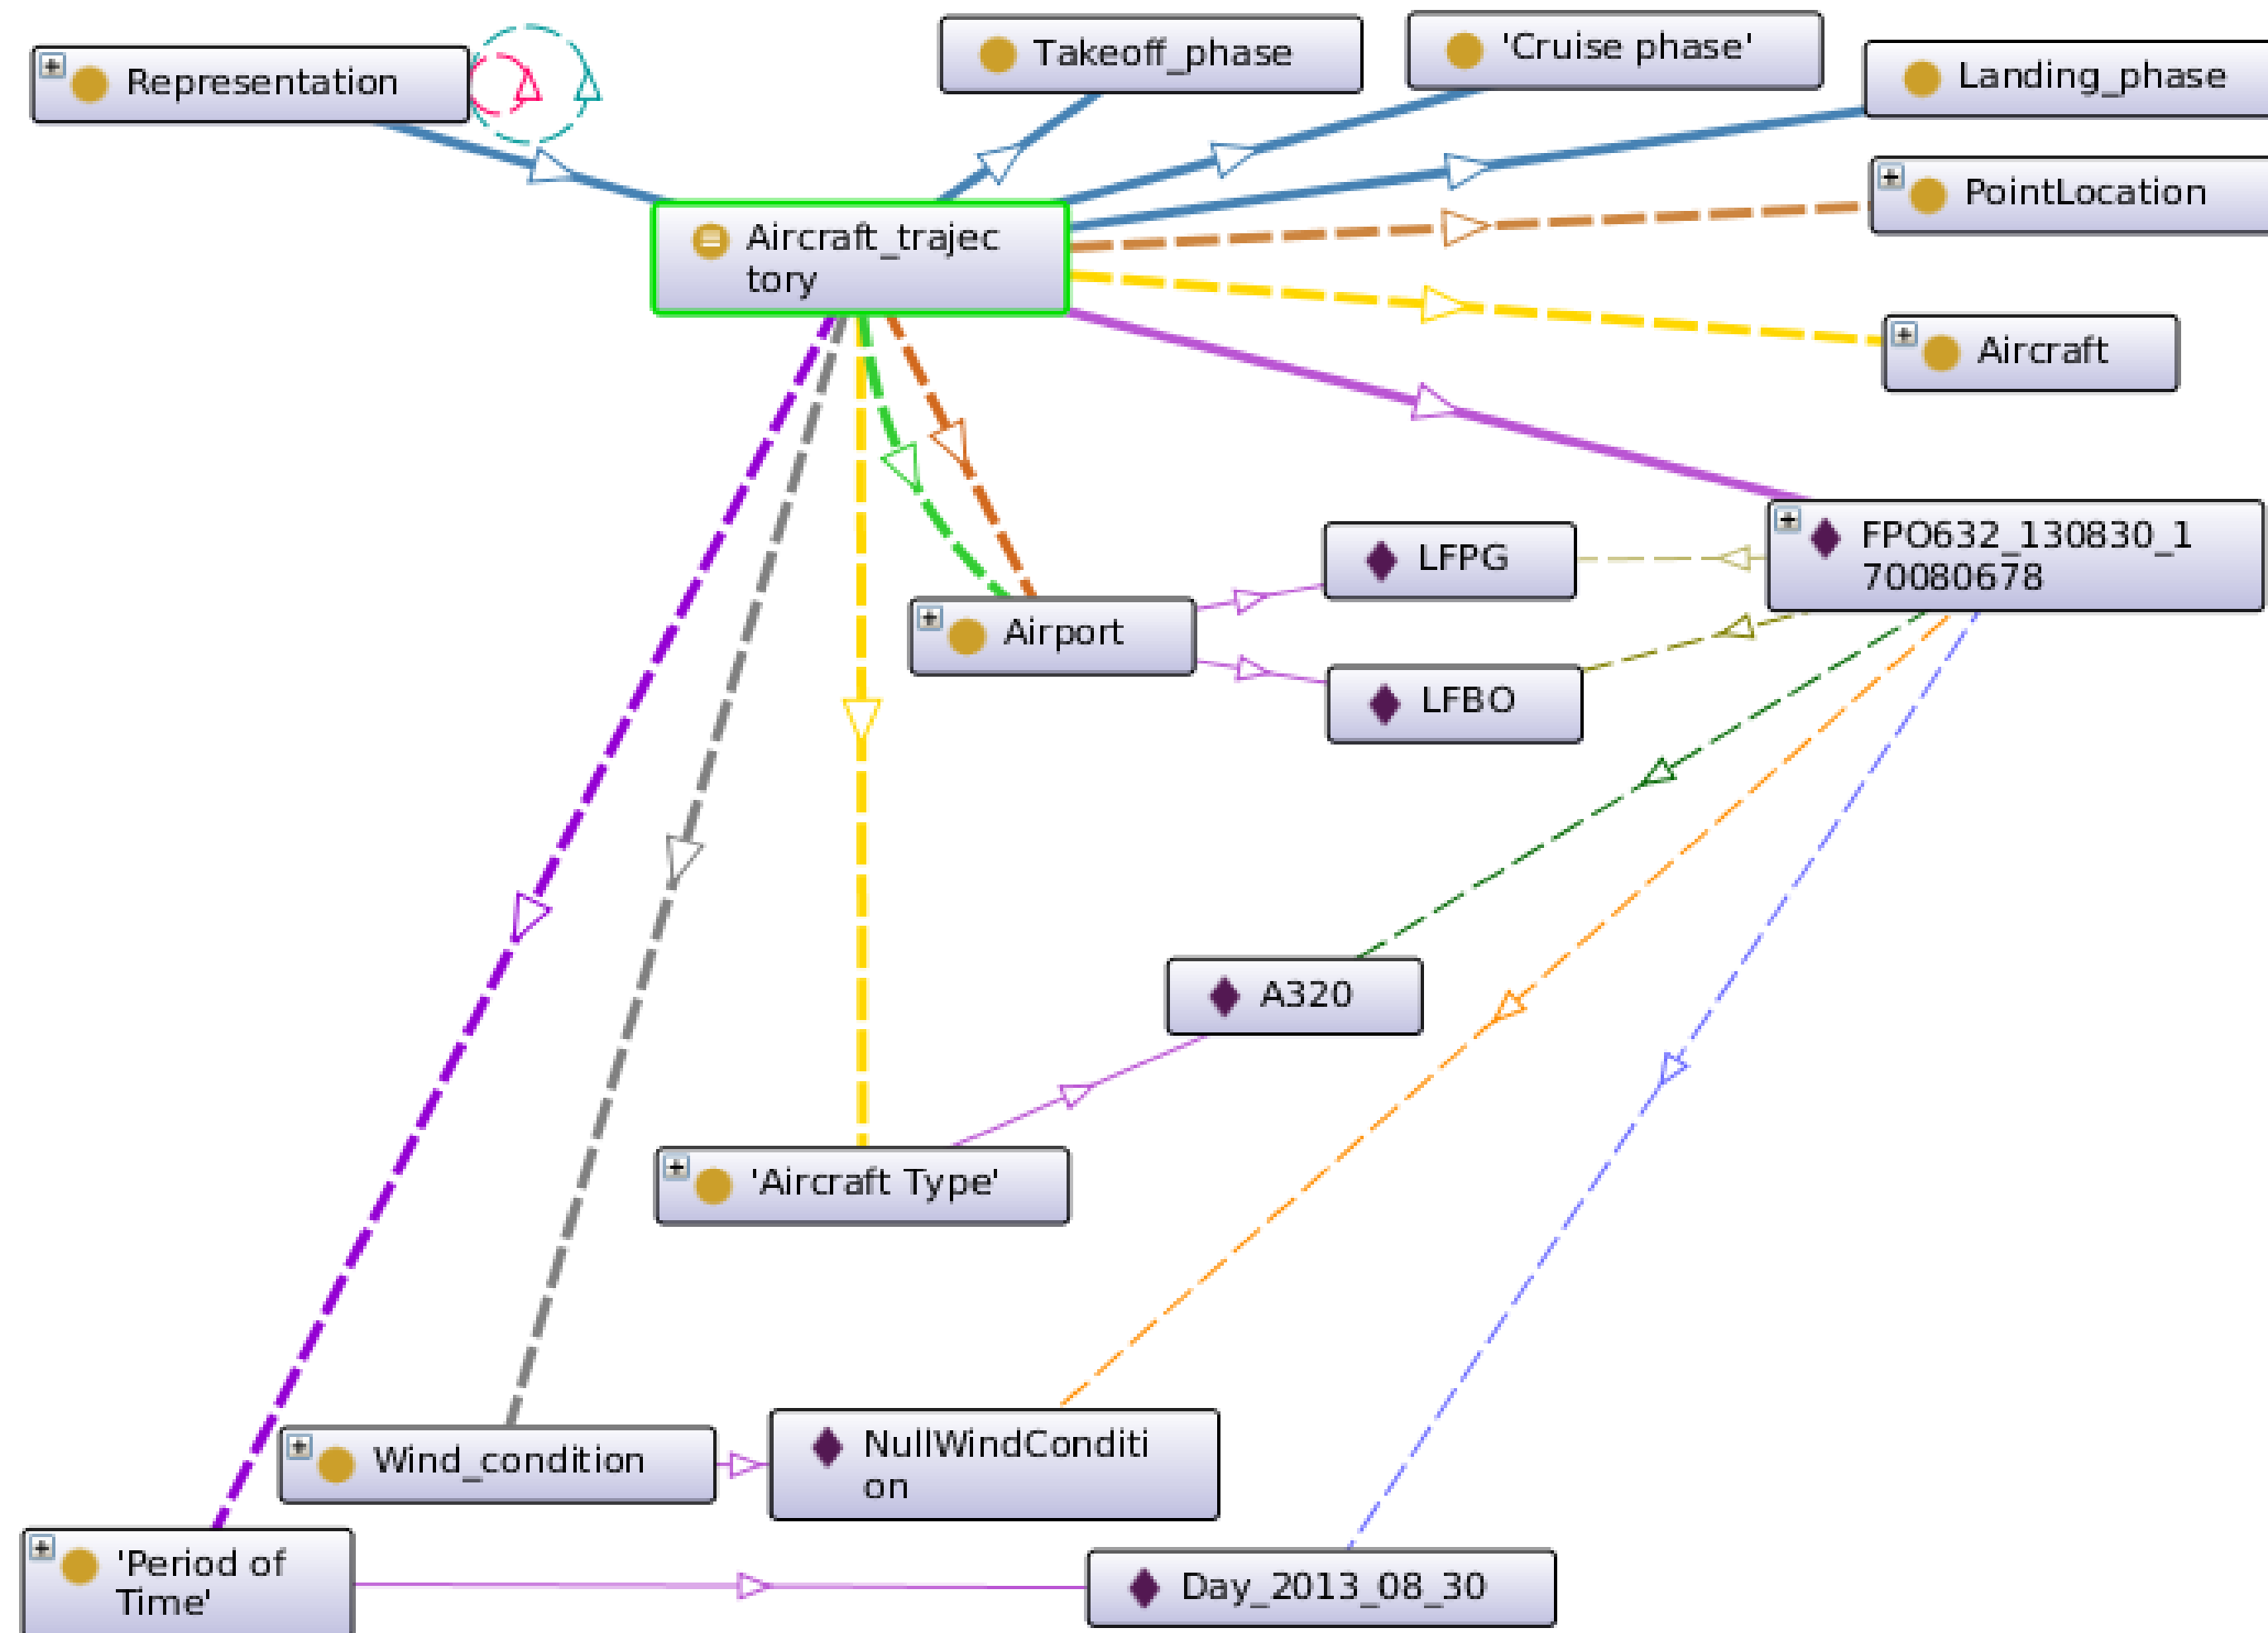 Representation
Takeoff_phase
'Cruise phase'
Landing_phase
PointLocation
Aircraft_trajec
tory
Aircraft
FPO632_130830_1
70080678
LFPG
Airport
LFBO
A320
'Aircraft Type'
Wind_condition
NullWindConditi
on
'Period of
Time'
Day_2013_08_30